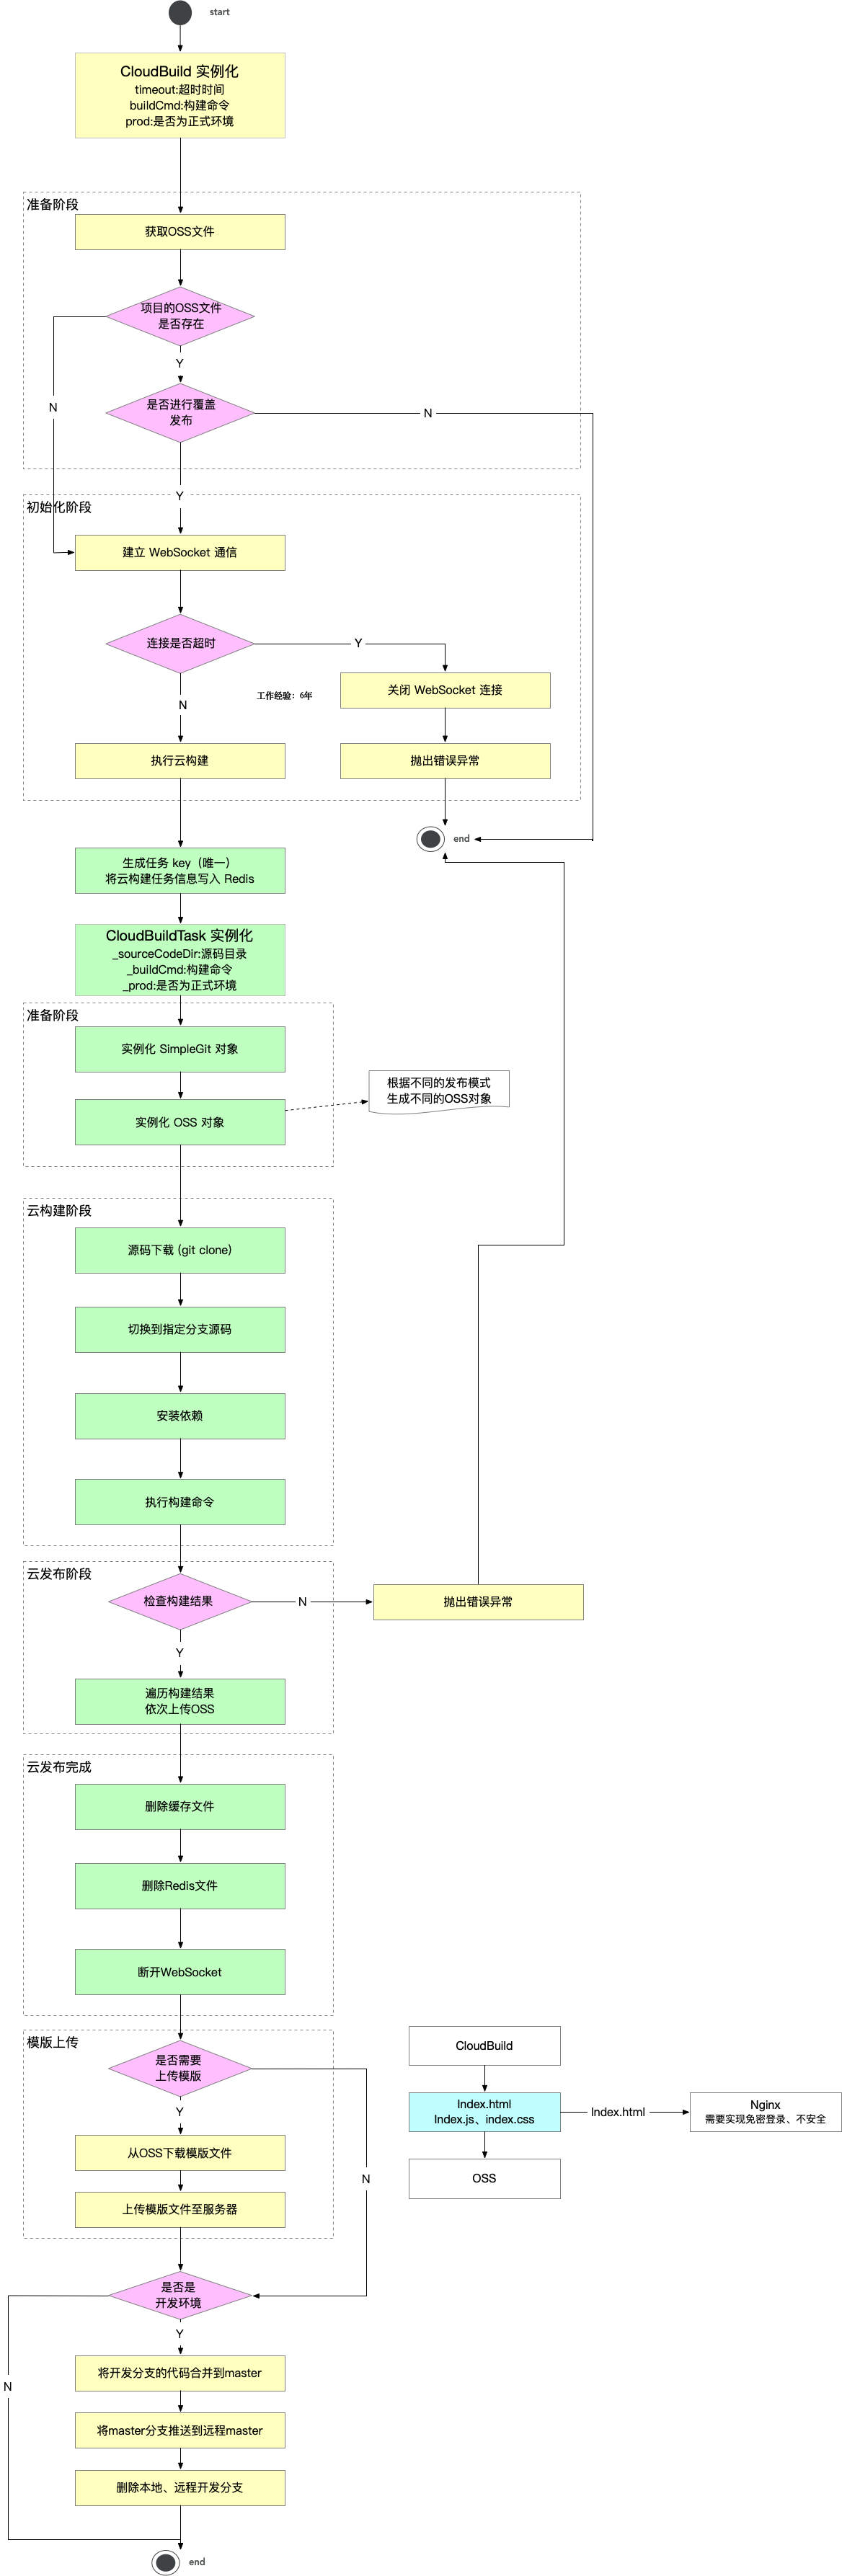 start
CloudBuild 实例化
timeout:超时时间
buildCmd:构建命令
prod:是否为正式环境
准备阶段
获取OSS文件
项目的OSS文件
是否存在
Y
N
是否进行覆盖
发布
N
Y
初始化阶段
建立 WebSocket 通信
连接是否超时
Y
N
工作经验：6年
关闭 WebSocket 连接
执行云构建
抛出错误异常
end
生成任务 key（唯一）
将云构建任务信息写入 Redis
CloudBuildTask 实例化
_sourceCodeDir:源码目录
_buildCmd:构建命令
_prod:是否为正式环境
准备阶段
实例化 SimpleGit 对象
根据不同的发布模式
生成不同的OSS对象
实例化 OSS 对象
云构建阶段
源码下载 (git clone)
切换到指定分支源码
安装依赖
执行构建命令
云发布阶段
检查构建结果
N
抛出错误异常
Y
遍历构建结果
依次上传OSS
云发布完成
删除缓存文件
删除Redis文件
断开WebSocket
模版上传
是否需要
上传模版
Y
N
从OSS下载模版文件
上传模版文件至服务器
CloudBuild
Index.html
Index.js、index.css
Index.html
Nginx
需要实现免密登录、不安全
OSS
是否是
开发环境
Y
N
将开发分支的代码合并到master
将master分支推送到远程master
删除本地、远程开发分支
end